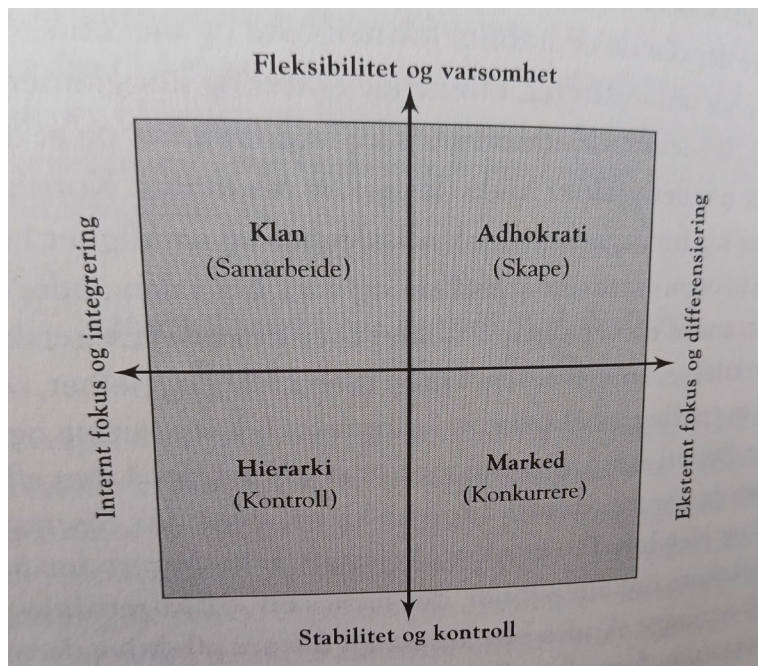 Fleksibilitet og varsomhet
Internt fokus og integrering
Klan
(Samarbeide)
Adhokrati
(Skape)
Eksternt fokus og differensiering
Hierarki
(Kontroll)
Marked
(Konkurrere)
Stabilitet og kontroll